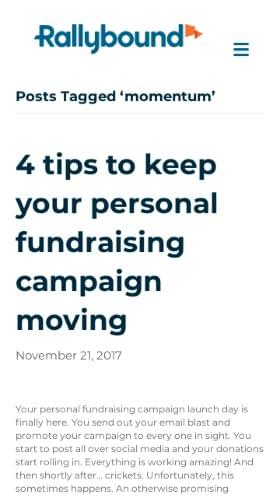 Rallybound
Posts Tagged ‘momentum’
4 tips to keep
your personal
fundraising
campaign
moving
November 21, 2017
Your personal fundraising campaign launch day is
finally here. You send out your email blast and
promote your campaign to every one in sight. You
start to post all over social media and your donations
start rolling in. Everything is working amazing! And
then shortly after… crickets. Unfortunately, this
sometimes happens. An otherwise promising